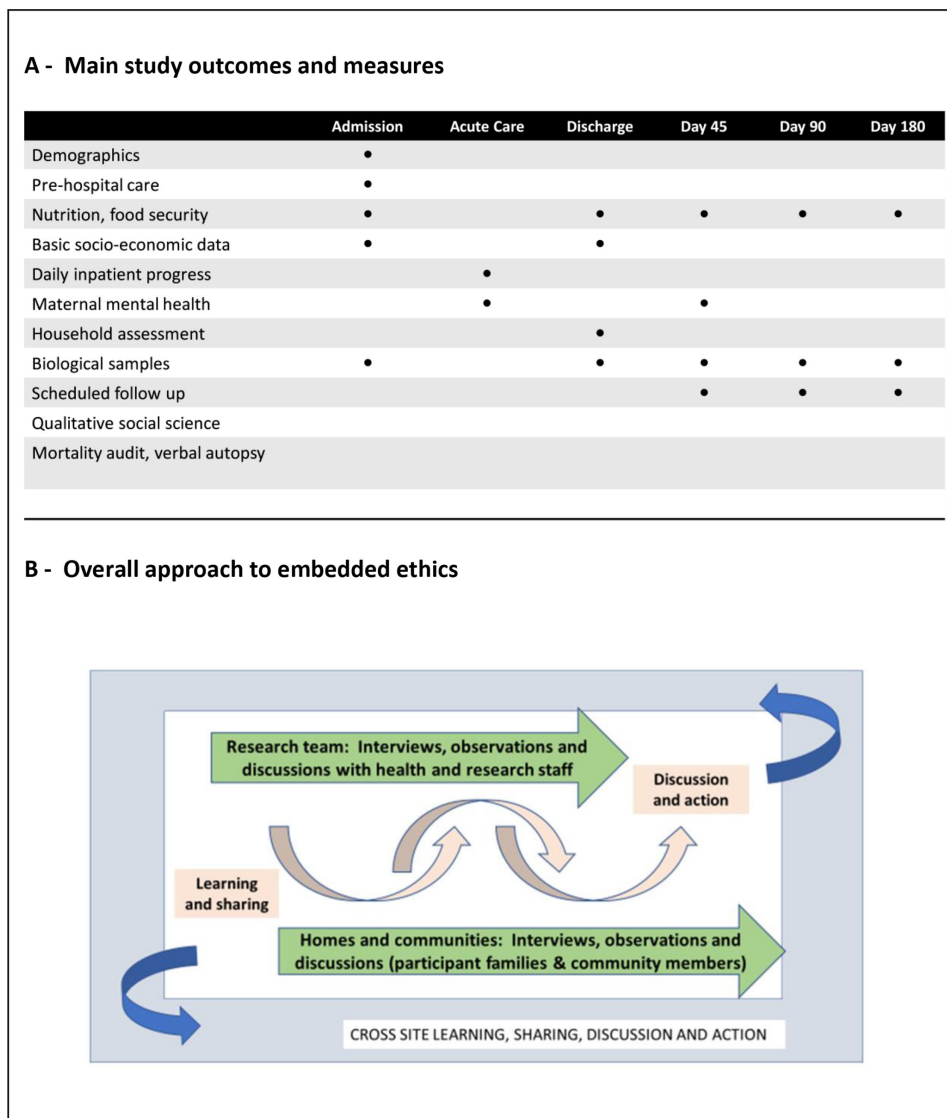 A - Main study outcomes and measures
Admission Acute Care Discharge Day 45 Day 90 Day 180
Demographics •
Pre-hospital care •
Nutrition, food security • • • • •
Basic socio-economic data • •
Daily inpatient progress •
Maternal mental health • •
Household assessment •
Biological samples • • • • •
Scheduled follow up • • •
Qualitative social science
Mortality audit, verbal autopsy
B - Overall approach to embedded ethics
Research team: Interviews, observations and
discussions with health and research staff
Discussion
and action
Learning
and sharing
Homes and communities: Interviews, observations and
discussions (participant families & community members)
CROSS SITE LEARNING, SHARING, DISCUSSION AND ACTION